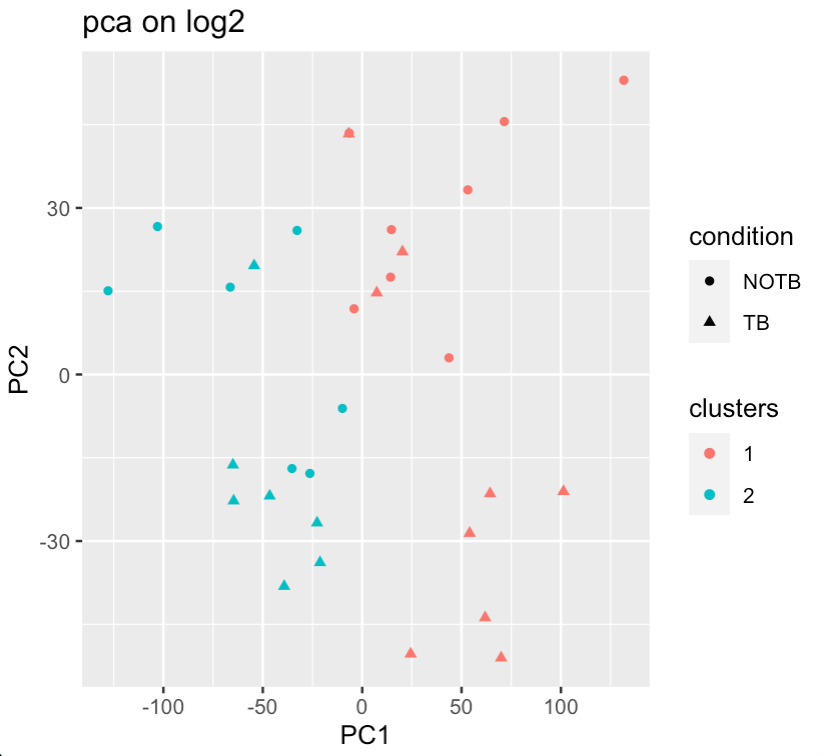 pca on log2
30
0
-30
PC2
-100
-50
0
50
100
PC1
condition
NOTB
TB
clusters
1
2